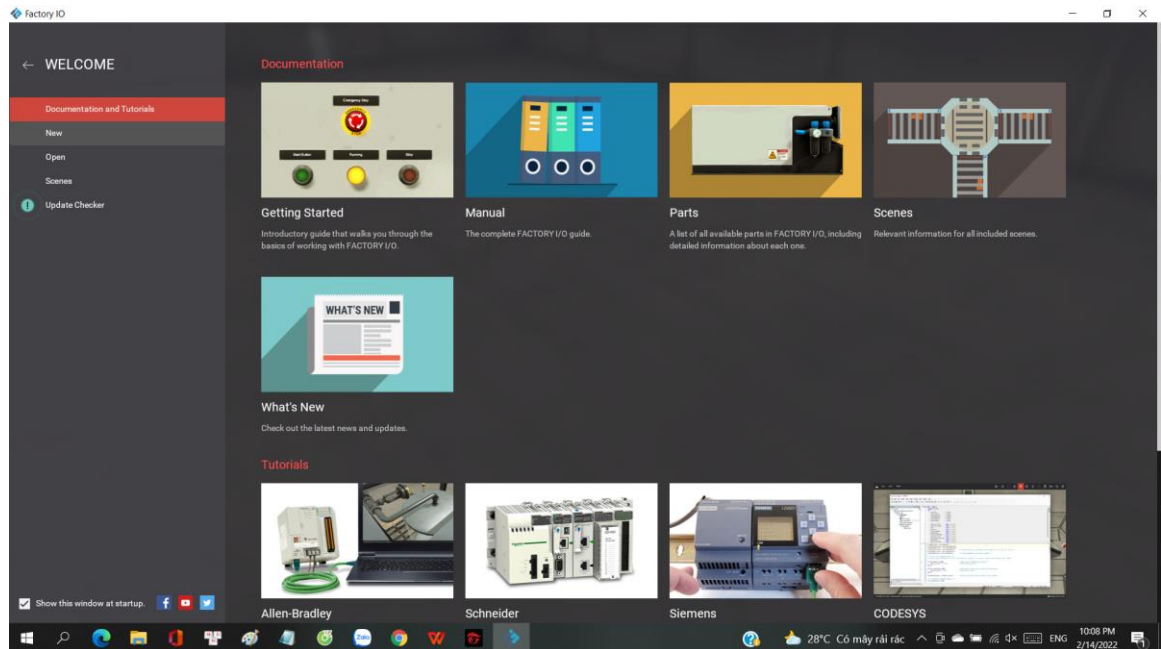 Factory IO
← WELCOME
Documentation and Tutorials
New
Open
Scenes
Update Checker
Show this window at startup.
Documentation
Emergency Stop
Getting Started
Introductory guide that walks you through the
basics of working with FACTORY I/O.
Manual
The complete FACTORY I/O guide.
Parts
A list of all available parts in FACTORY I/O, including
detailed information about each one.
Scenes
Relevant information for all included scenes.
WHAT'S NEW
What's New
Check out the latest news and updates.
Tutorials
Allen-Bradley
Schneider
Siemens
CODESYS
Zalo
28°C Có mây rải rác
ENG
10:08 PM
2/14/2022